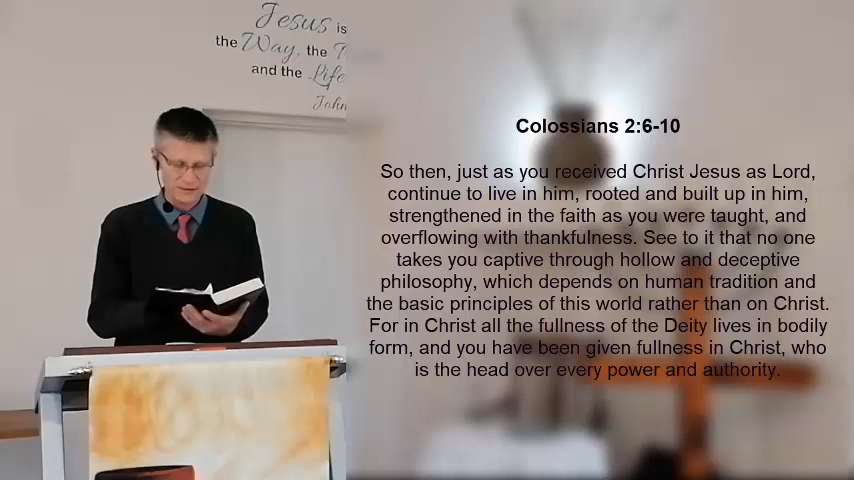 Jesus is
the Way, the
and the Life
John
Colossians 2:6-10
So then, just as you received Christ Jesus as Lord,
continue to live in him, rooted and built up in him,
strengthened in the faith as you were taught, and
overflowing with thankfulness. See to it that no one
takes you captive through hollow and deceptive
philosophy, which depends on human tradition and
the basic principles of this world rather than on Christ.
For in Christ all the fullness of the Deity lives in bodily
form, and you have been given fullness in Christ, who
is the head over every power and authority.